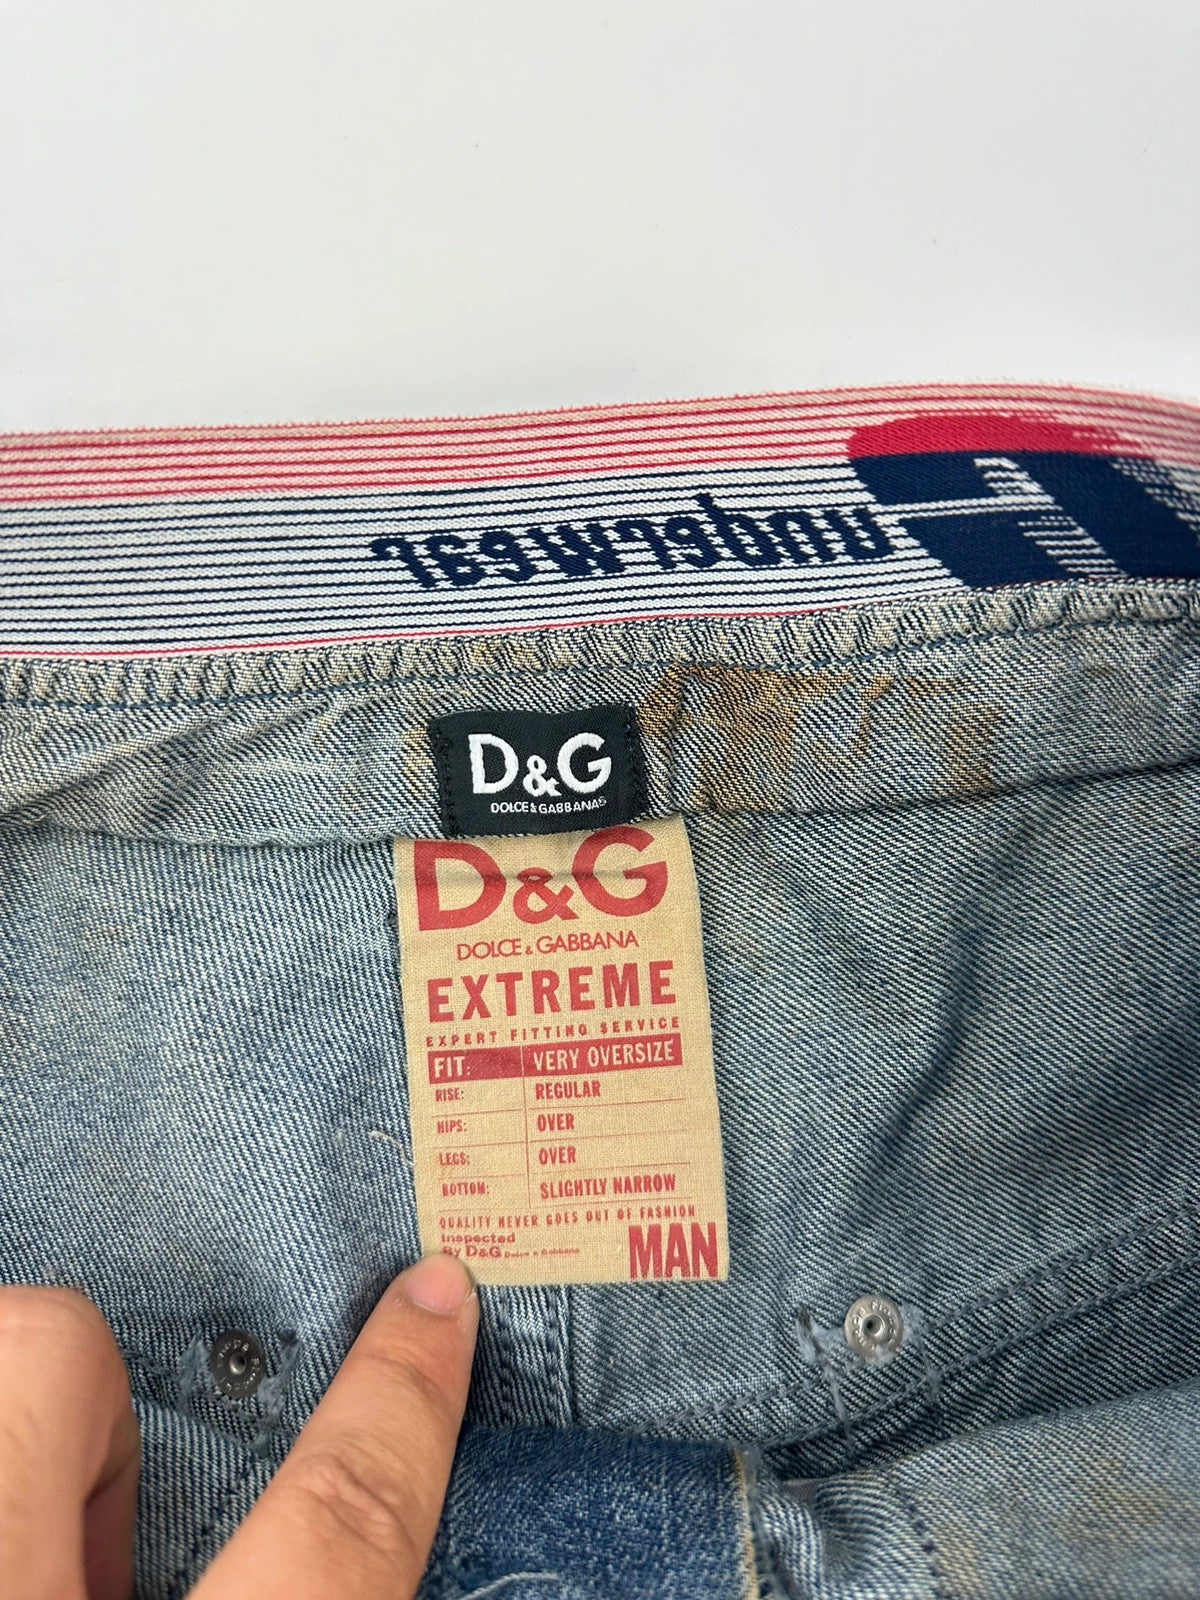 underwear
D&G
DOLCE & GABBANA
D&G
DOLCE & GABBANA
EXTREME
EXPERT FITTING SERVICE
FIT: VERY OVERSIZE
RISE: REGULAR
HIPS: OVER
LEGS: OVER
BOTTOM: SLIGHTLY NARROW
QUALITY NEVER GOES OUT OF FASHION
Inspected
By D&G Dolce & Gabbana
MAN